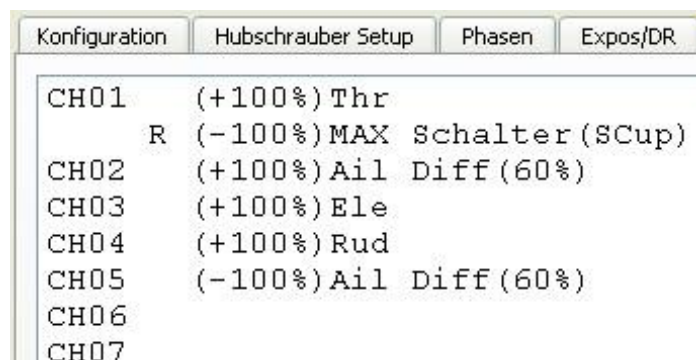 Konfiguration Hubschrauber Setup Phasen Expos/DR
CH01 (+100%)Thr
R (-100%)MAX Schalter(SCup)
CH02 (+100%)Ail Diff(60%)
CH03 (+100%)Ele
CH04 (+100%)Rud
CH05 (-100%)Ail Diff(60%)
CH06
CH07